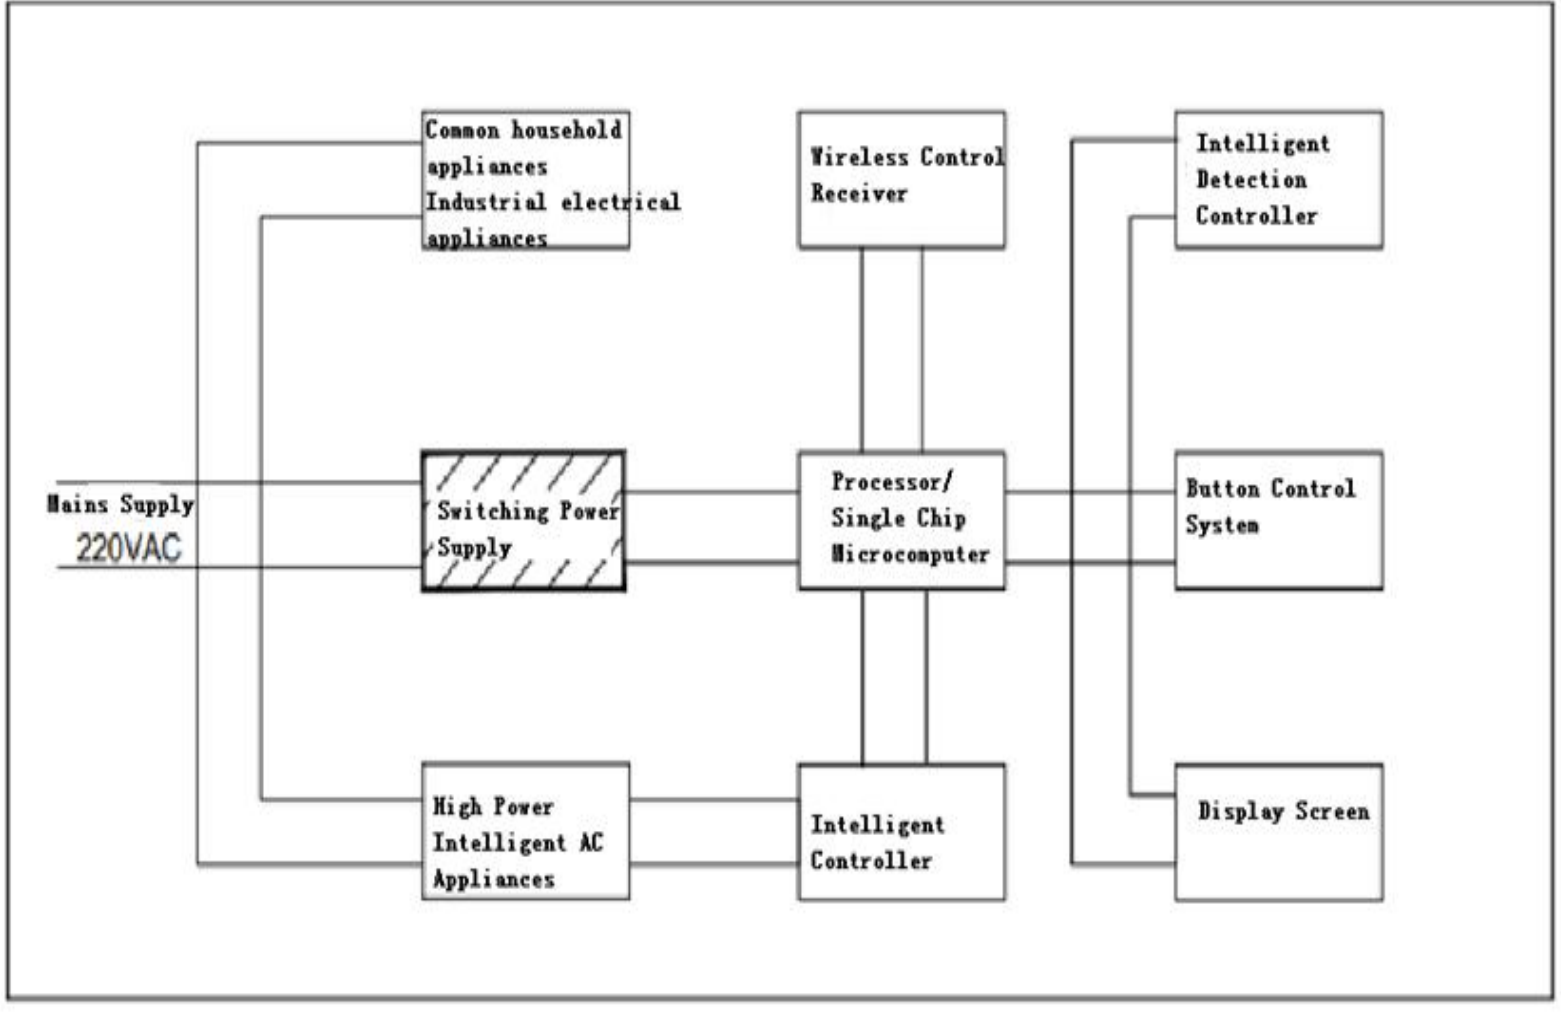 Common household
appliances
Industrial electrical
appliances
Wireless Control
Receiver
Intelligent
Detection
Controller
Mains Supply
220VAC
Switching Power
Supply
Processor/
Single Chip
Microcomputer
Button Control
System
High Power
Intelligent AC
Appliances
Intelligent
Controller
Display Screen